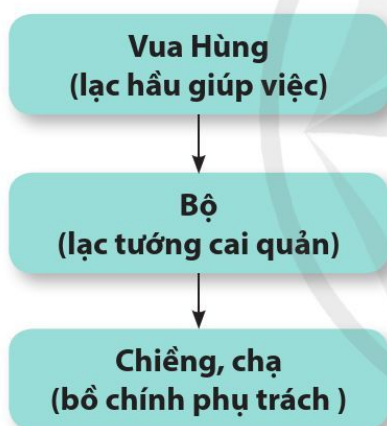 Vua Hùng
(lạc hầu giúp việc)
Bộ
(lạc tướng cai quản)
Chiềng, chạ
(bồ chính phụ trách )